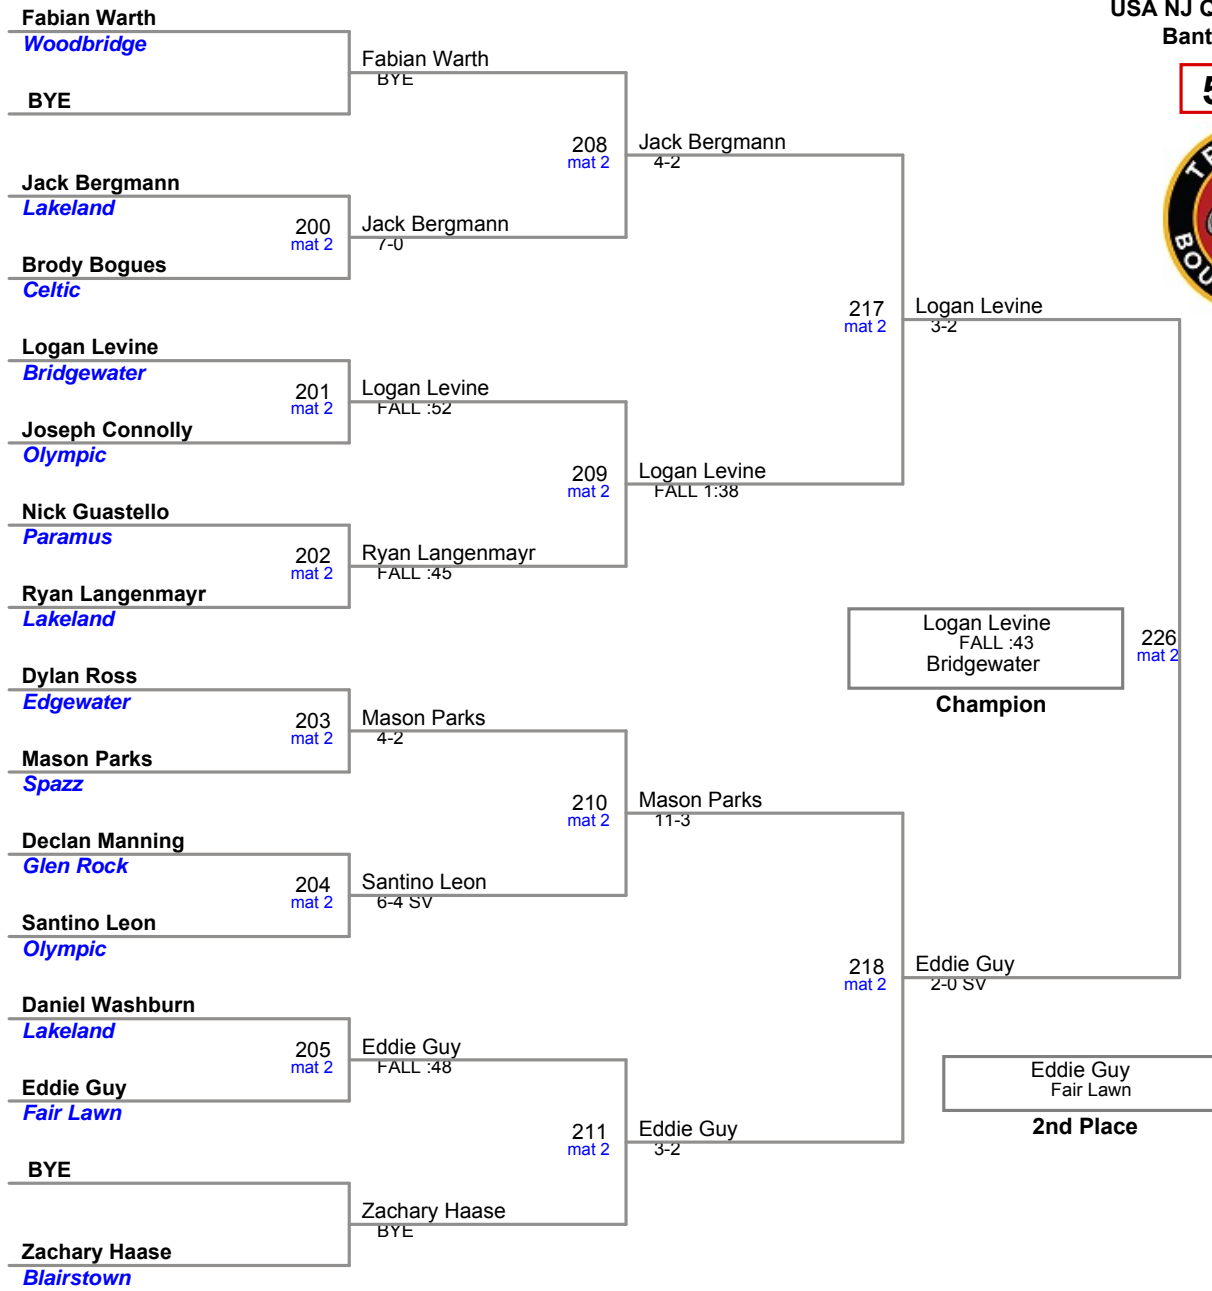 USA NJ Q
Bant
Fabian Warth
Woodbridge
BYE
Jack Bergmann
Lakeland
Brody Bogues
Celtic
Logan Levine
Bridgewater
Joseph Connolly
Olympic
Nick Guastello
Paramus
Ryan Langenmayr
Lakeland
Dylan Ross
Edgewater
Mason Parks
Spazz
Declan Manning
Glen Rock
Santino Leon
Olympic
Daniel Washburn
Lakeland
Eddie Guy
Fair Lawn
BYE
Zachary Haase
Blairstown
Fabian Warth
BYE
200
mat 2
Jack Bergmann
7-0
201
mat 2
Logan Levine
FALL :52
202
mat 2
Ryan Langenmayr
FALL :45
203
mat 2
Mason Parks
4-2
204
mat 2
Santino Leon
6-4 SV
205
mat 2
Eddie Guy
FALL :48
Zachary Haase
BYE
208
mat 2
Jack Bergmann
4-2
209
mat 2
Logan Levine
FALL 1:38
210
mat 2
Mason Parks
11-3
211
mat 2
Eddie Guy
3-2
217
mat 2
Logan Levine
3-2
218
mat 2
Eddie Guy
2-0 SV
226
mat 2
Logan Levine
FALL :43
Bridgewater
Champion
Eddie Guy
Fair Lawn
2nd Place